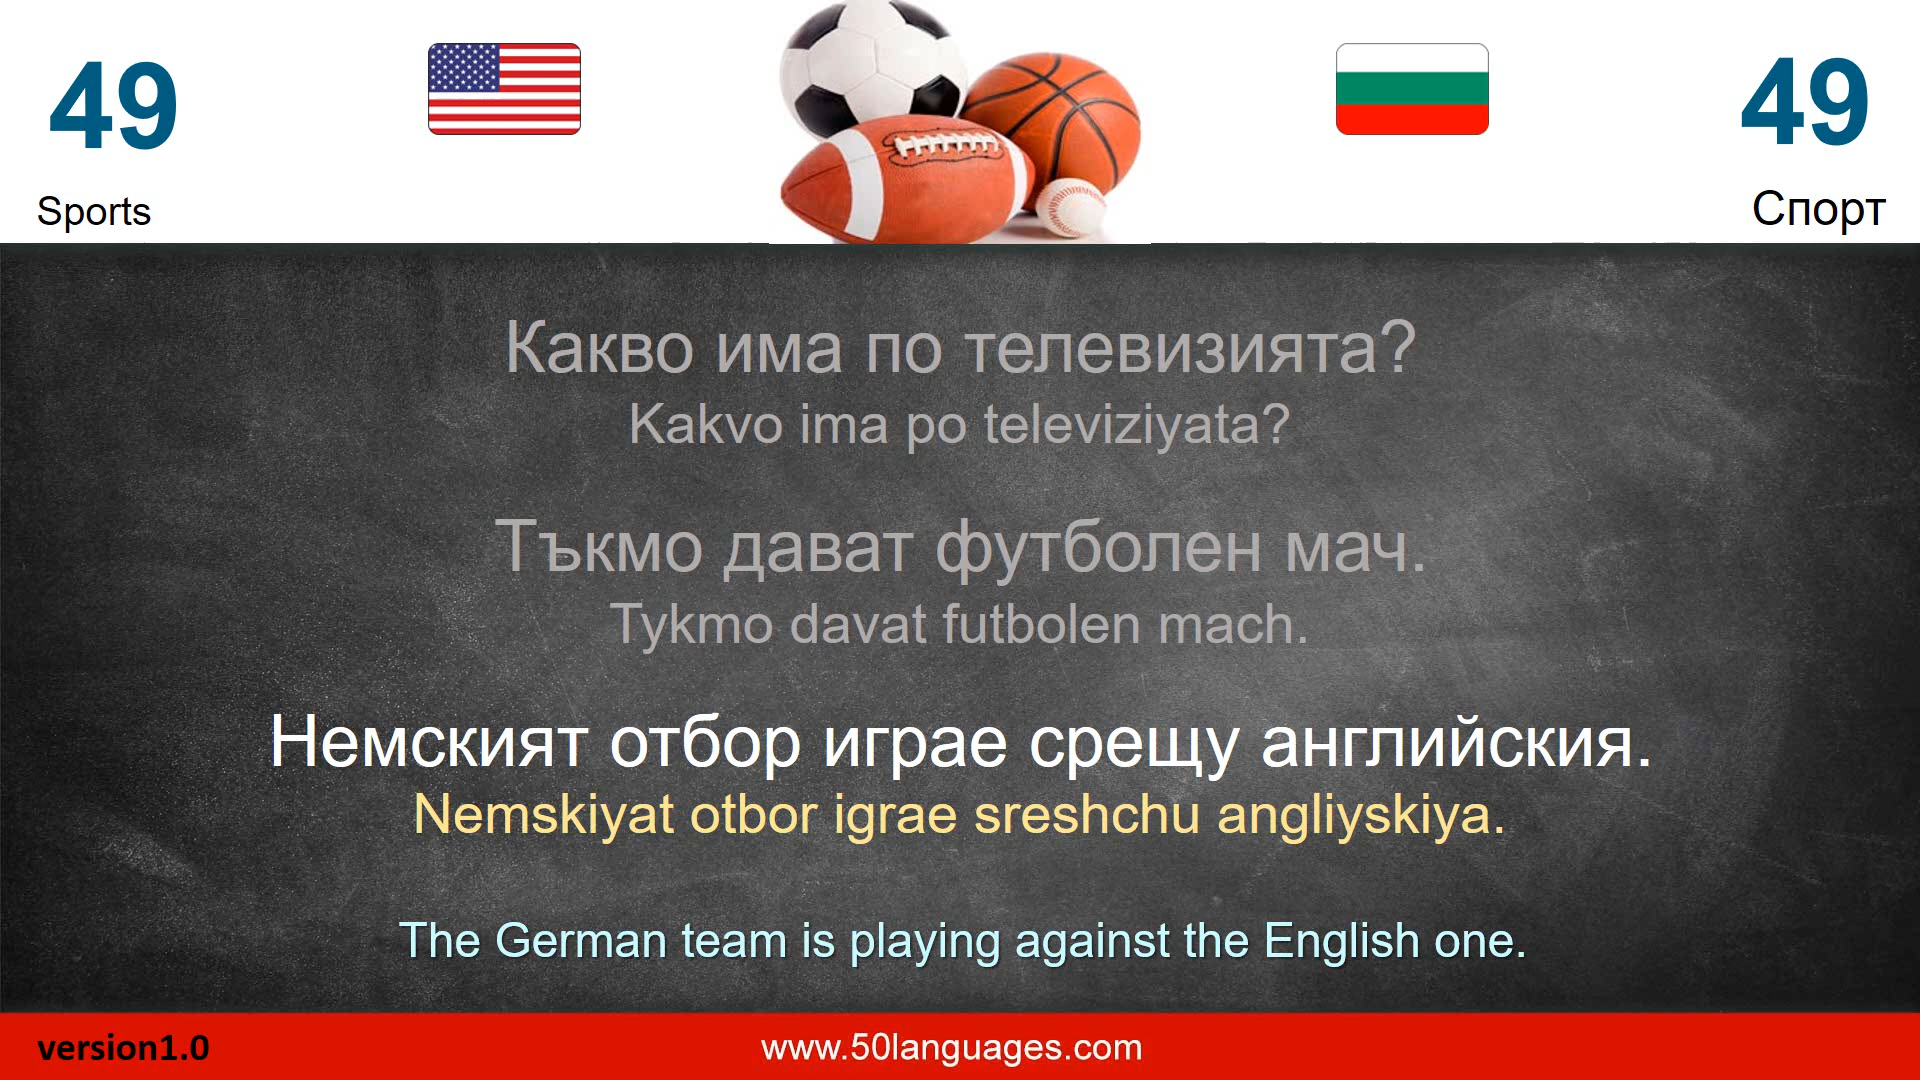 49
49
Sports
Спорт
Какво има по телевизията?
Kakvo ima po televiziyata?
Тъкмо дават футболен мач.
Tykmo davat futbolen mach.
Немският отбор играе срещу английския.
Nemskiyat otbor igrae sreshchu angliyskiya.
The German team is playing against the English one.
version1.0
www.50languages.com